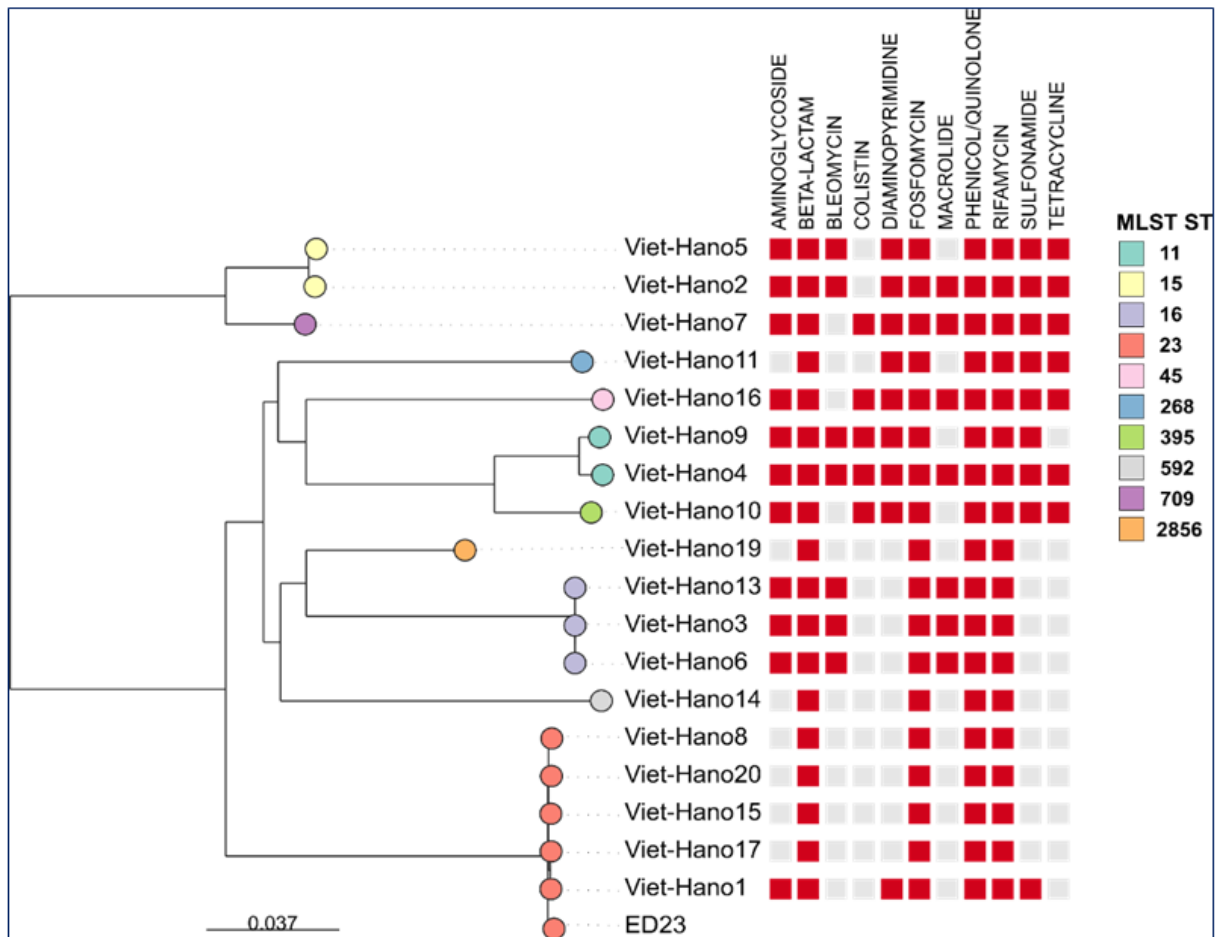 AMINOGLYCOSIDE
BETA-LACTAM
BLEOMYCIN
COLISTIN
DIAMINOPYRIMIDINE
FOSFOMYCIN
MACROLIDE
PHENICOL/QUINOLONE
RIFAMYCIN
SULFONAMIDE
TETRACYCLINE
MLST ST
11
15
16
23
45
268
395
592
709
2856
Viet-Hano5
Viet-Hano2
Viet-Hano7
Viet-Hano11
Viet-Hano16
Viet-Hano9
Viet-Hano4
Viet-Hano10
Viet-Hano19
Viet-Hano13
Viet-Hano3
Viet-Hano6
Viet-Hano14
Viet-Hano8
Viet-Hano20
Viet-Hano15
Viet-Hano17
Viet-Hano1
ED23
0.037